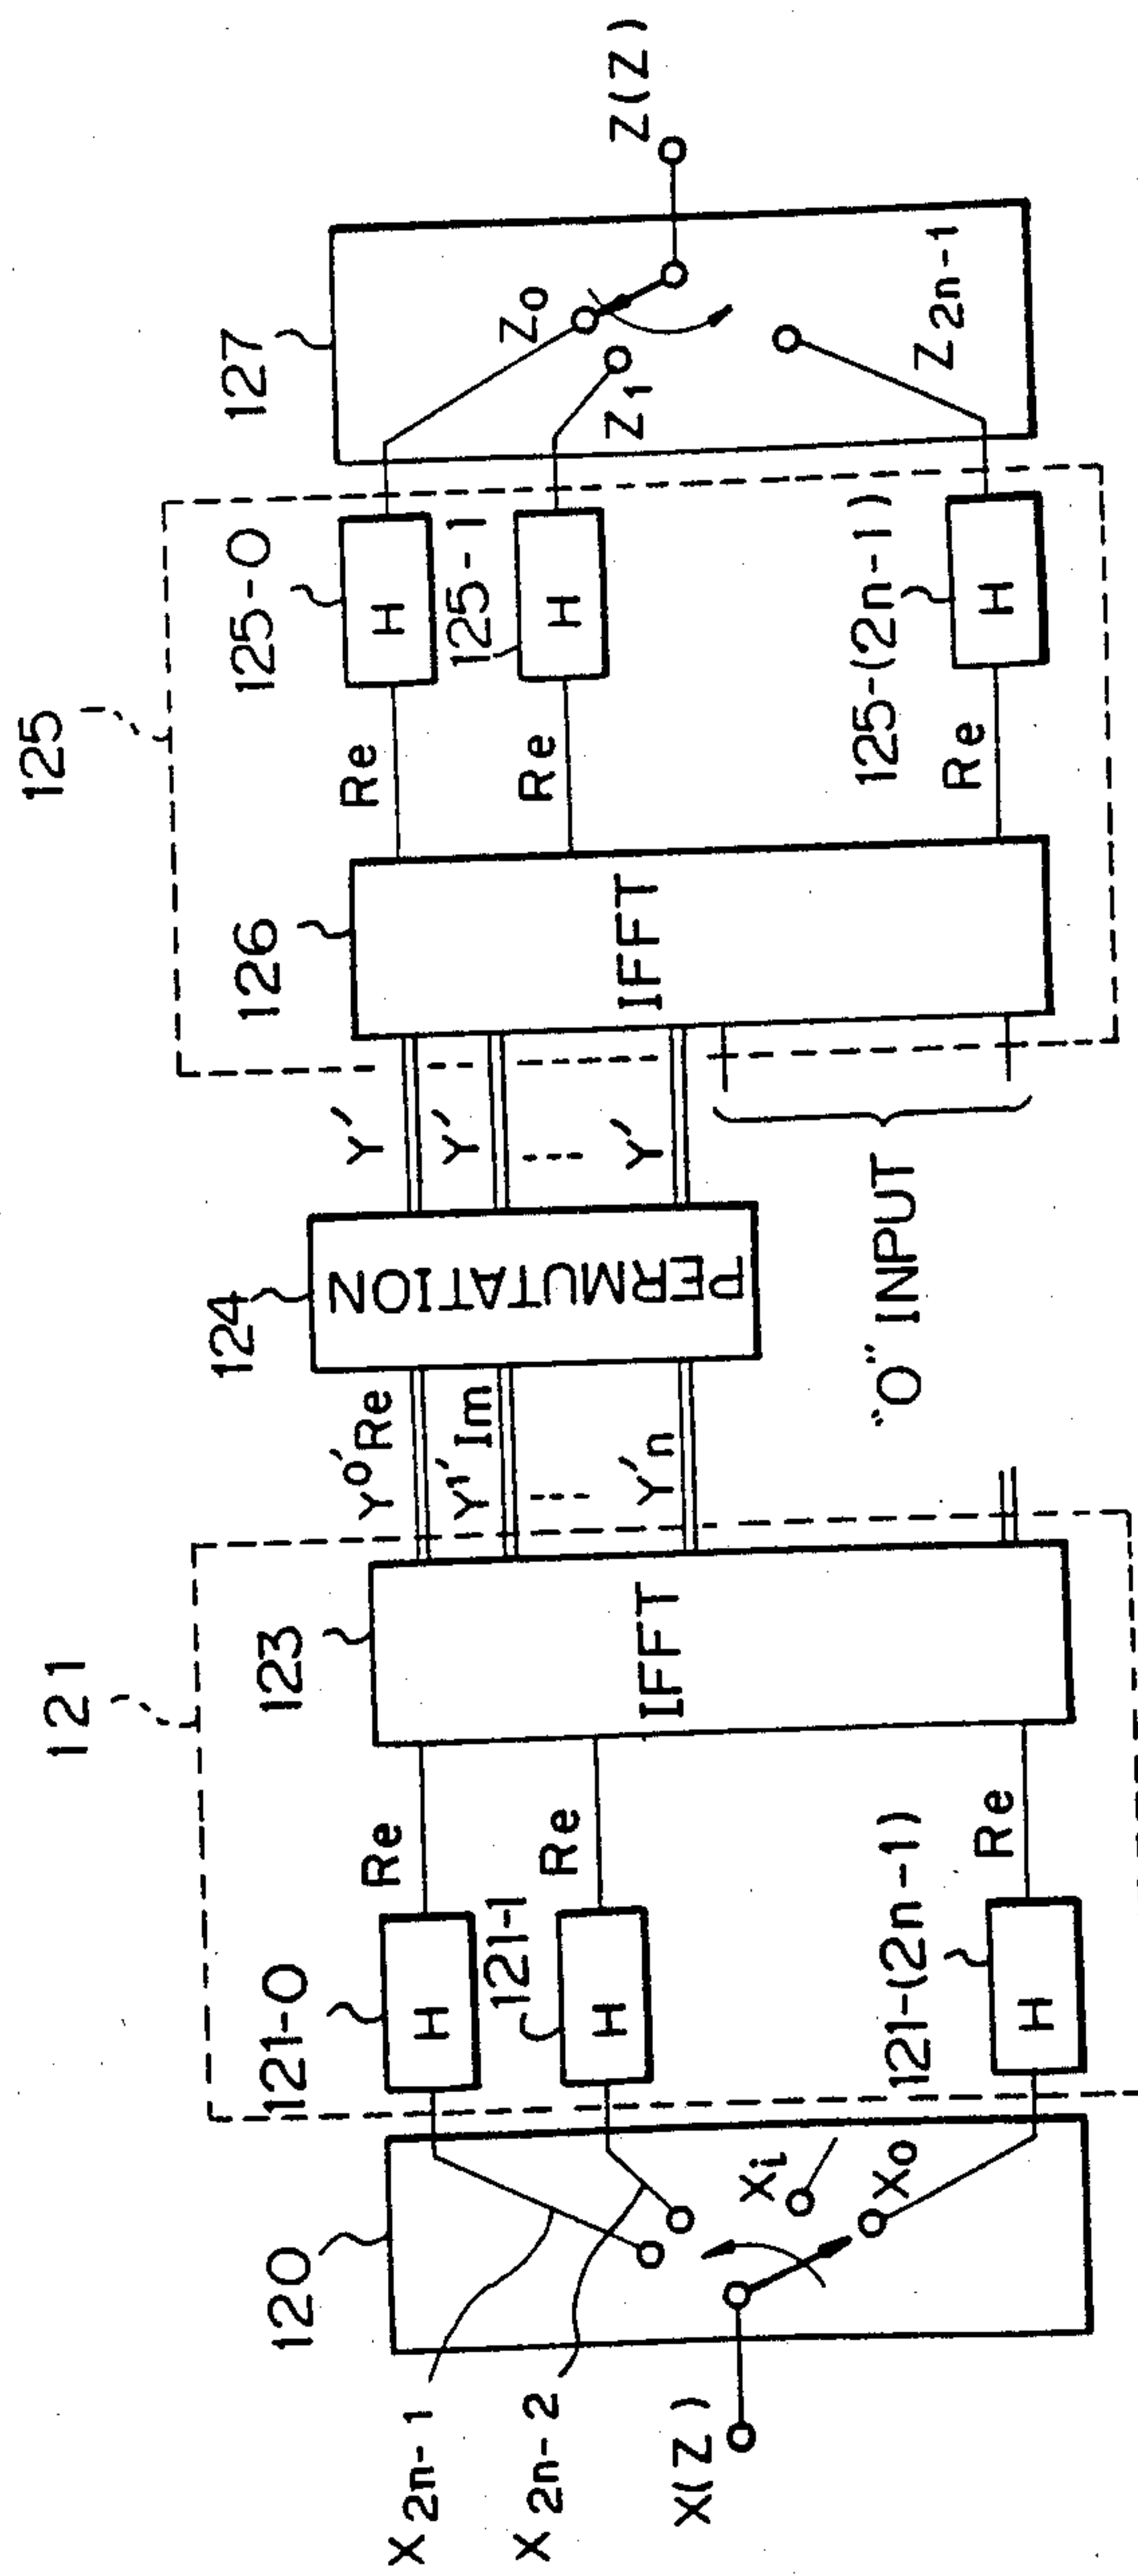 X(Z)
X2n-1
X2n-2
120
Xi
X0
121
121-0
H
Re
121-1
H
Re
121-(2n-1)
H
Re
123
IFFT
Y0'Re
Y1'Im
Y'n
124
PERMUTATION
Y'
Y'
Y'
"0" INPUT
125
126
IFFT
Re
125-0
H
Re
125-1
H
Re
125-(2n-1)
H
127
Z0
Z1
Z2n-1
Z(Z)